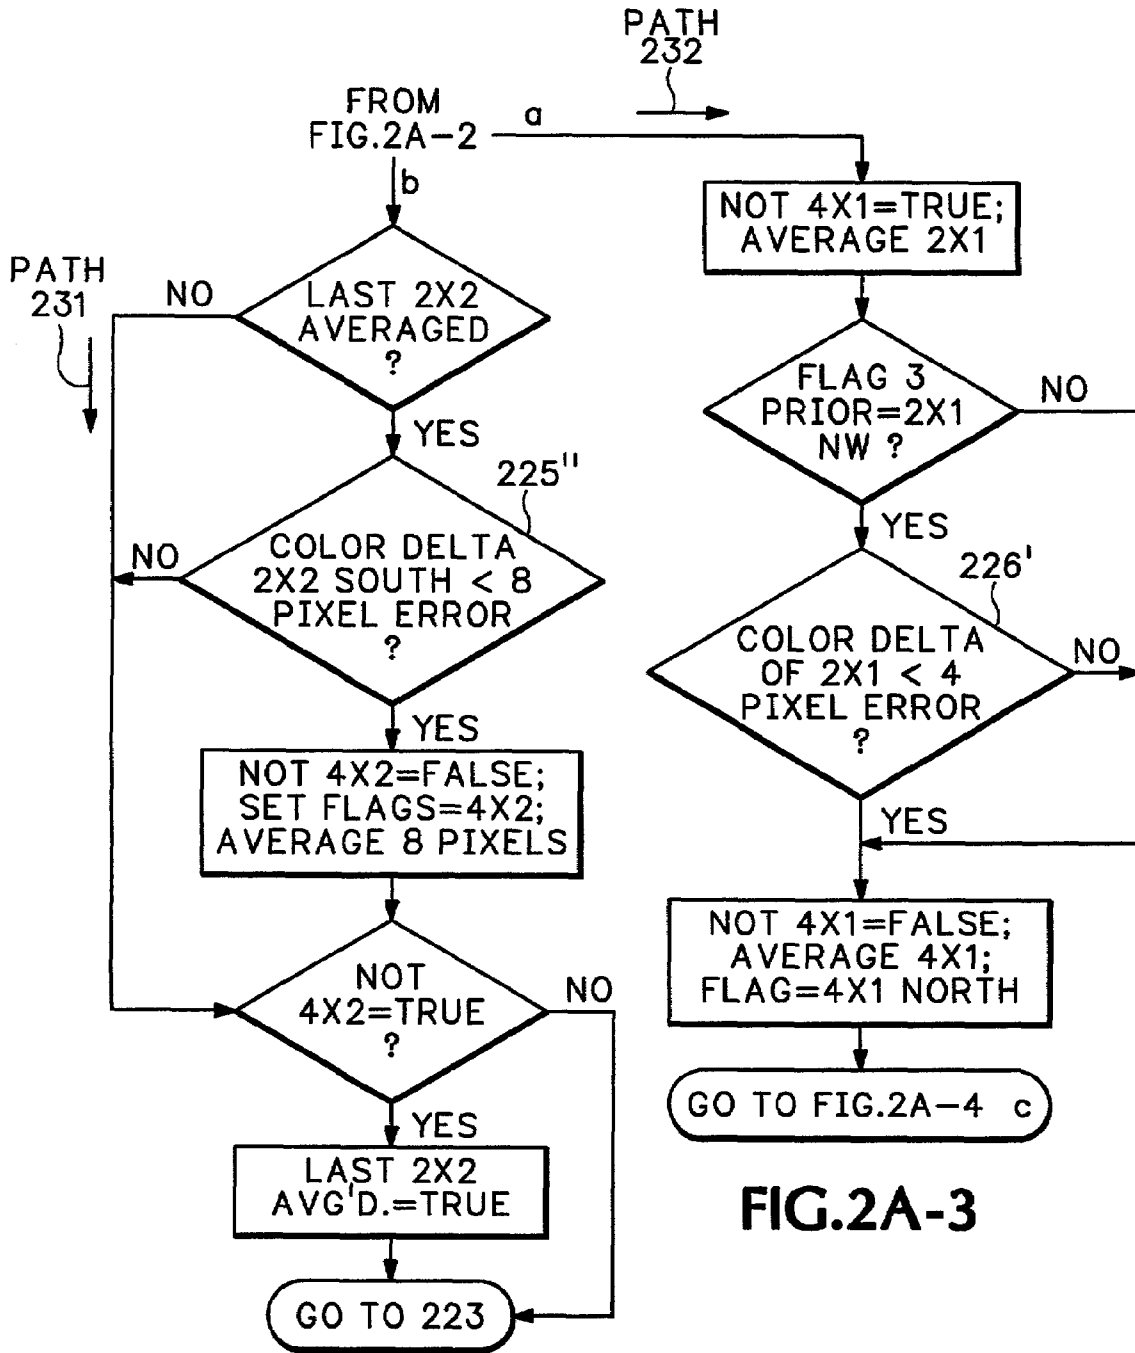 PATH
232
FROM
FIG.2A-2
a
b
PATH
231
NO
LAST 2X2
AVERAGED
?
YES
225"
NO
COLOR DELTA
2X2 SOUTH < 8
PIXEL ERROR
?
YES
NOT 4X2=FALSE;
SET FLAGS=4X2;
AVERAGE 8 PIXELS
NOT
4X2=TRUE
?
NO
YES
LAST 2X2
AVG'D.=TRUE
GO TO 223
NOT 4X1=TRUE;
AVERAGE 2X1
FLAG 3
PRIOR=2X1
NW ?
NO
YES
226'
COLOR DELTA
OF 2X1 < 4
PIXEL ERROR
?
NO
YES
NOT 4X1=FALSE;
AVERAGE 4X1;
FLAG=4X1 NORTH
GO TO FIG.2A-4 c
FIG.2A-3